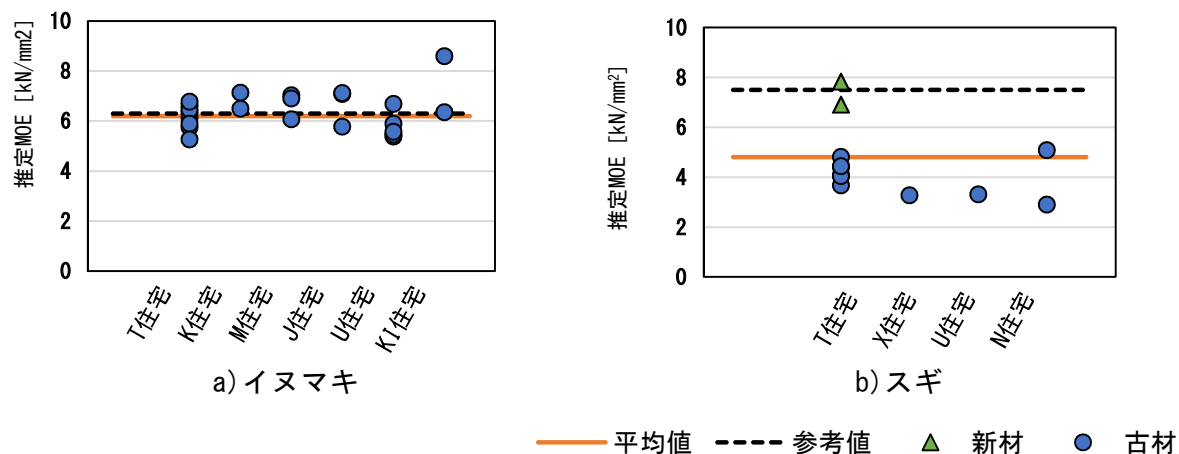 推定MOE [kN/mm2]
10
8
6
4
2
0
T住宅
K住宅
M住宅
J住宅
U住宅
KI住宅
a)イヌマキ
推定MOE [kN/mm²]
10
8
6
4
2
0
T住宅
X住宅
U住宅
N住宅
b)スギ
平均値 参考値 新材 古材